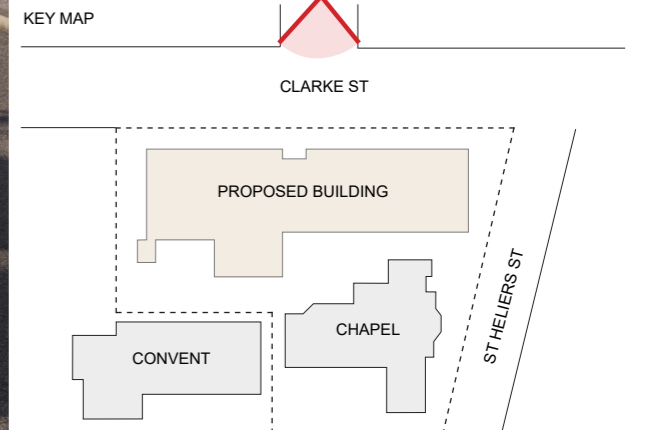 KEY MAP
CLARKE ST
PROPOSED BUILDING
ST HELIERS ST
CHAPEL
CONVENT